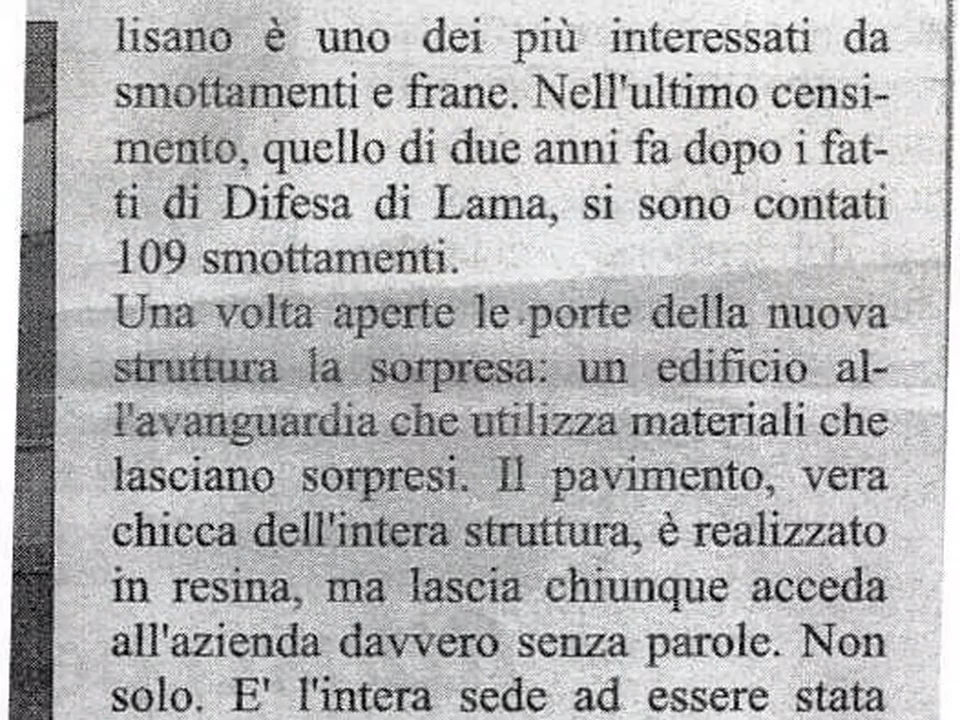 lisano è uno dei più interessati da
smottamenti e frane. Nell'ultimo censi-
mento, quello di due anni fa dopo i fat-
ti di Difesa di Lama, si sono contati
109 smottamenti.
Una volta aperte le porte della nuova
struttura la sorpresa: un edificio al-
l'avanguardia che utilizza materiali che
lasciano sorpresi. Il pavimento, vera
chicca dell'intera struttura, è realizzato
in resina, ma lascia chiunque acceda
all'azienda davvero senza parole. Non
solo. E' l'intera sede ad essere stata